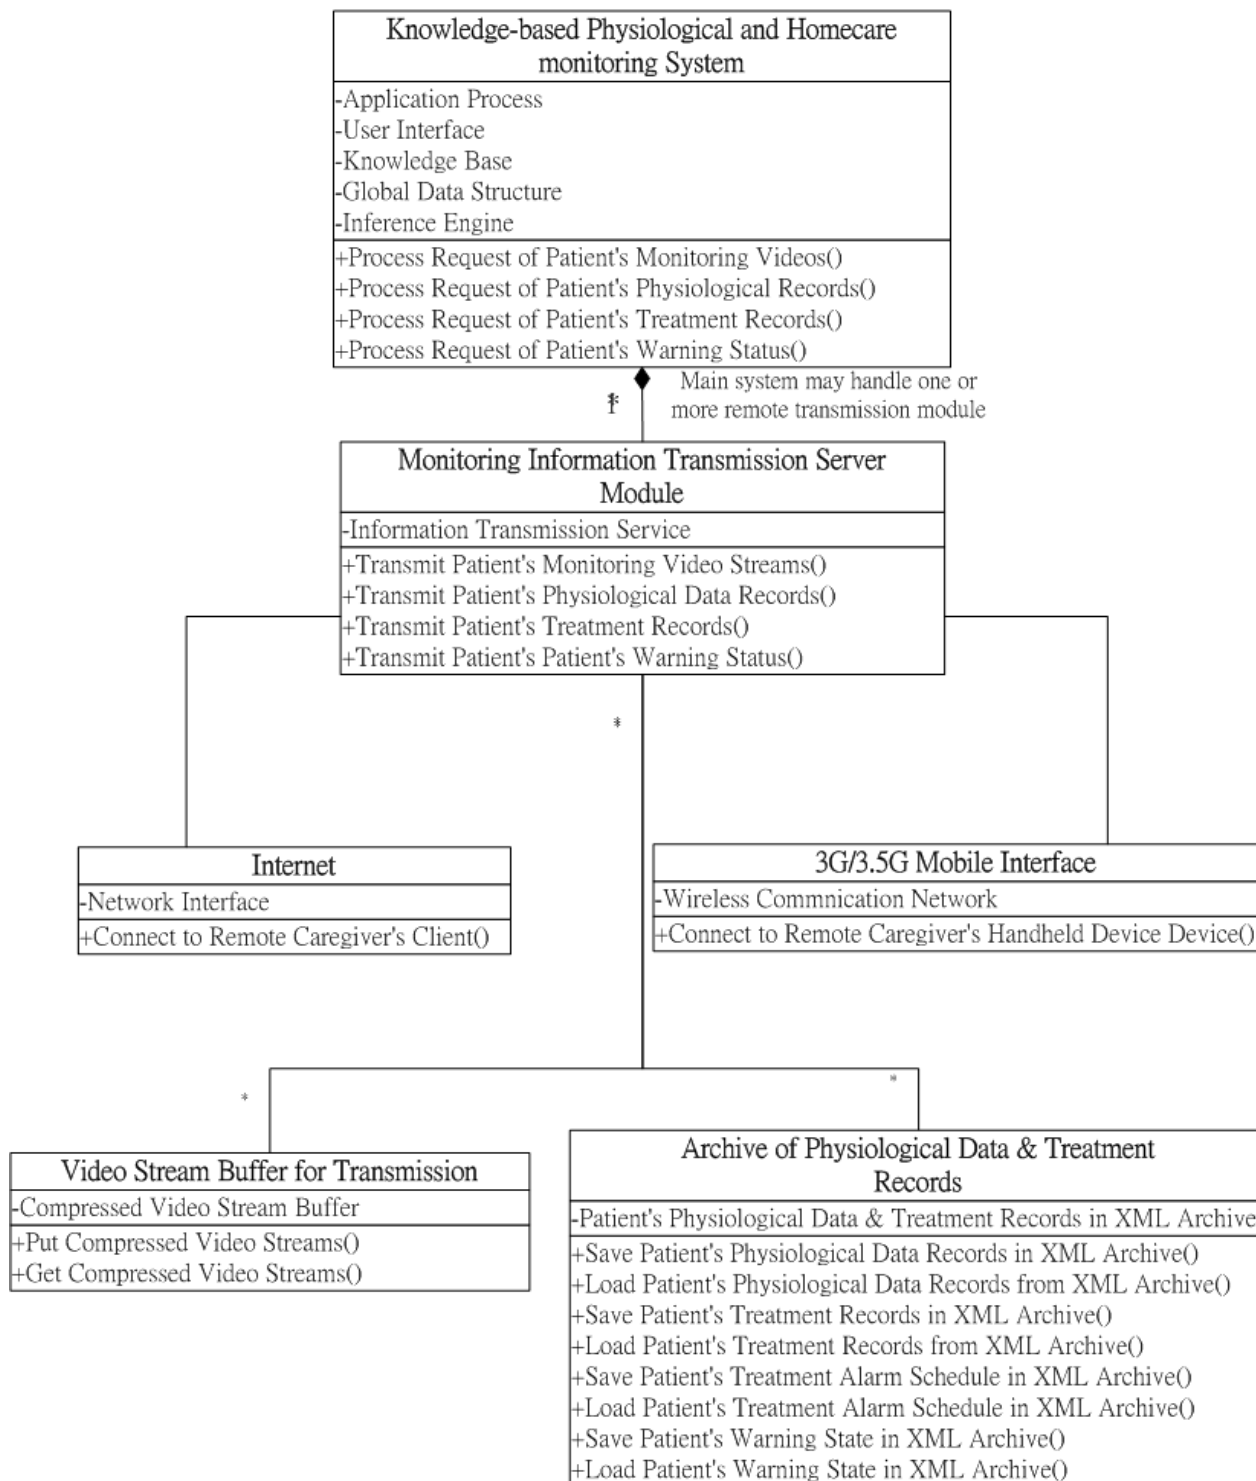 Knowledge-based Physiological and Homecare
monitoring System
-Application Process
-User Interface
-Knowledge Base
-Global Data Structure
-Inference Engine
+Process Request of Patient's Monitoring Videos()
+Process Request of Patient's Physiological Records()
+Process Request of Patient's Treatment Records()
+Process Request of Patient's Warning Status()
Main system may handle one or
more remote transmission module
Monitoring Information Transmission Server
Module
-Information Transmission Service
+Transmit Patient's Monitoring Video Streams()
+Transmit Patient's Physiological Data Records()
+Transmit Patient's Treatment Records()
+Transmit Patient's Patient's Warning Status()
*
Internet
-Network Interface
+Connect to Remote Caregiver's Client()
3G/3.5G Mobile Interface
-Wireless Commnication Network
+Connect to Remote Caregiver's Handheld Device Device()
*
*
Video Stream Buffer for Transmission
-Compressed Video Stream Buffer
+Put Compressed Video Streams()
+Get Compressed Video Streams()
Archive of Physiological Data & Treatment
Records
-Patient's Physiological Data & Treatment Records in XML Archive
+Save Patient's Physiological Data Records in XML Archive()
+Load Patient's Physiological Data Records from XML Archive()
+Save Patient's Treatment Records in XML Archive()
+Load Patient's Treatment Records from XML Archive()
+Save Patient's Treatment Alarm Schedule in XML Archive()
+Load Patient's Treatment Alarm Schedule in XML Archive()
+Save Patient's Warning State in XML Archive()
+Load Patient's Warning State in XML Archive()